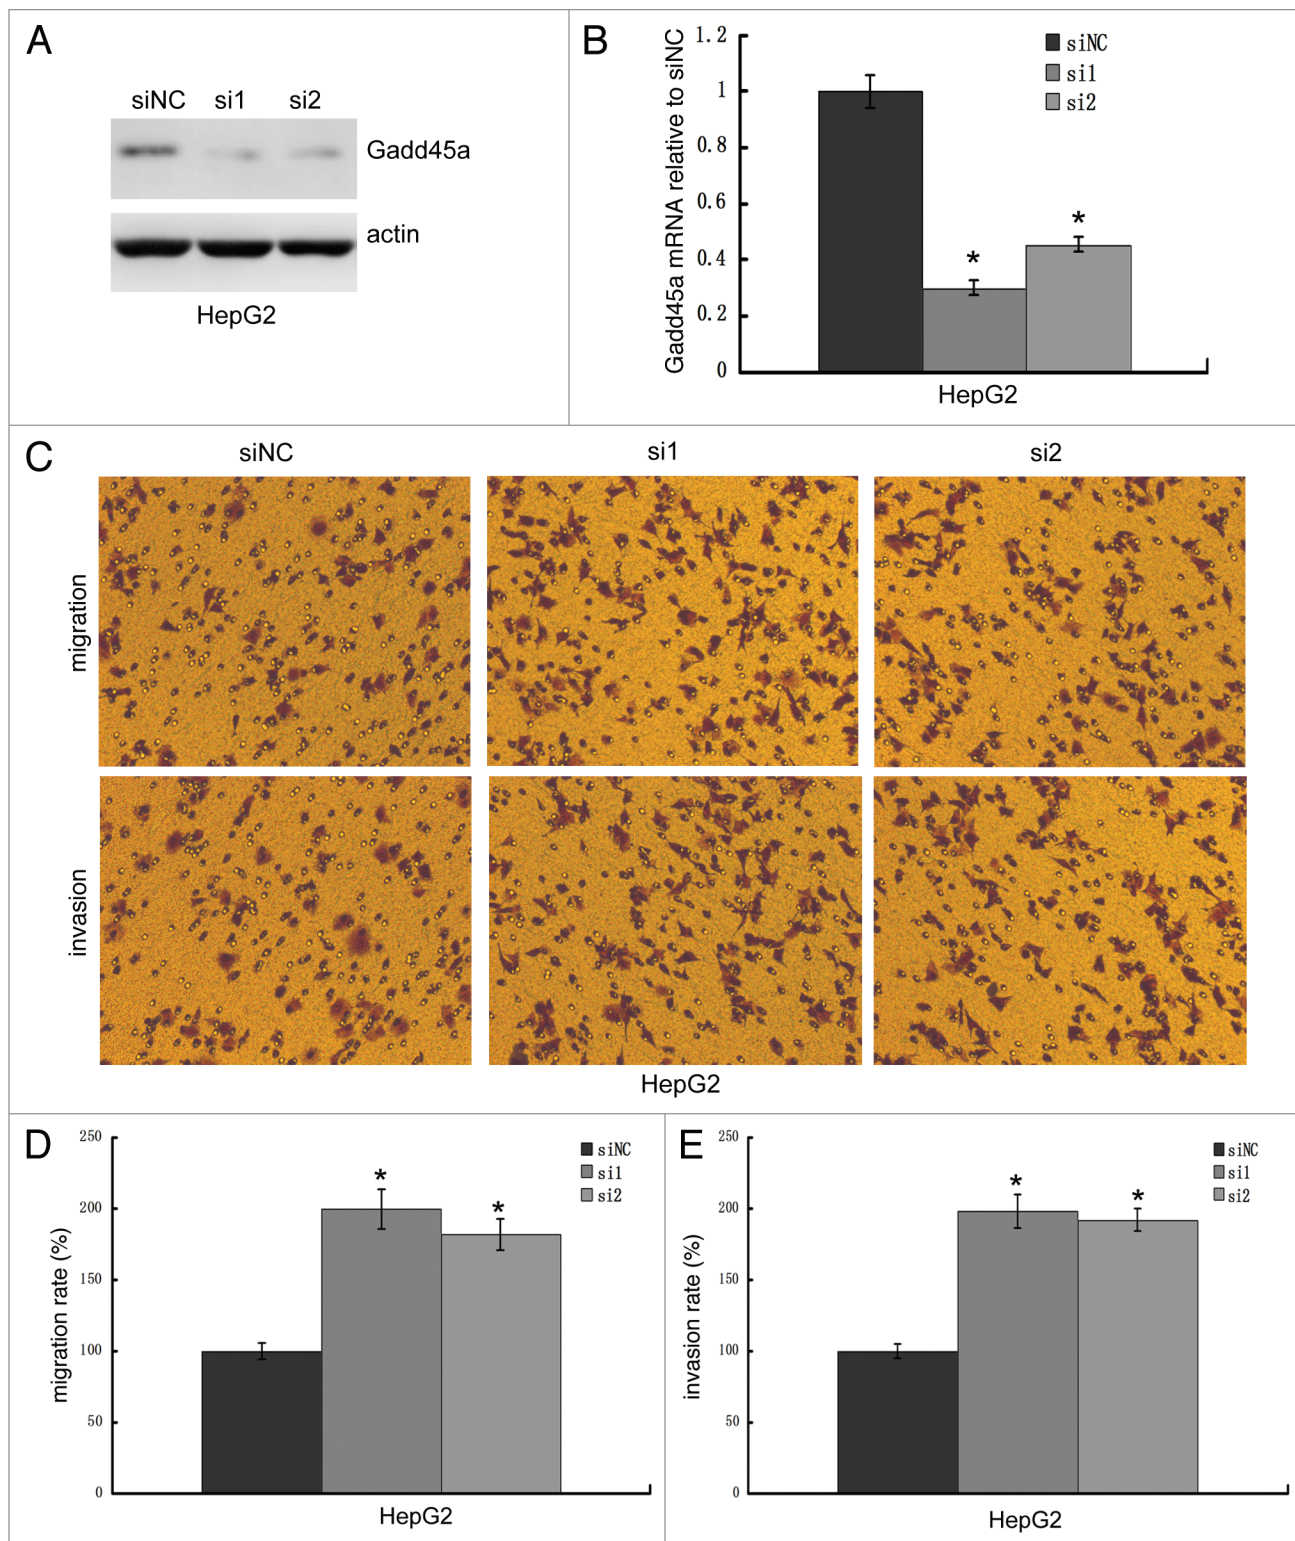 A
siNC si1 si2
Gadd45a
actin
HepG2
B
Gadd45a mRNA relative to siNC
1.2
1
0.8
0.6
0.4
0.2
0
siNC
si1
si2
*
*
HepG2
C
siNC si1 si2
migration
invasion
HepG2
D
migration rate (%)
250
200
150
100
50
0
siNC
si1
si2
*
*
HepG2
E
invasion rate (%)
250
200
150
100
50
0
siNC
si1
si2
*
*
HepG2